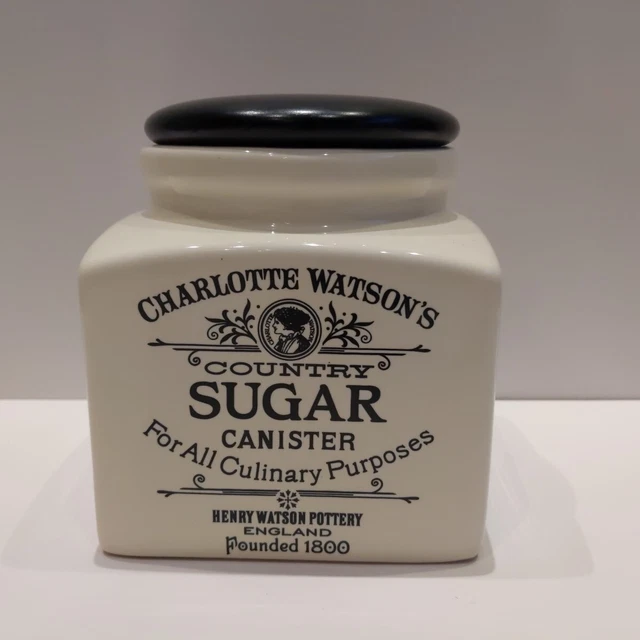 CHARLOTTE WATSON'S
COUNTRY
SUGAR
CANISTER
For All Culinary Purposes
HENRY WATSON POTTERY
ENGLAND
Founded 1800